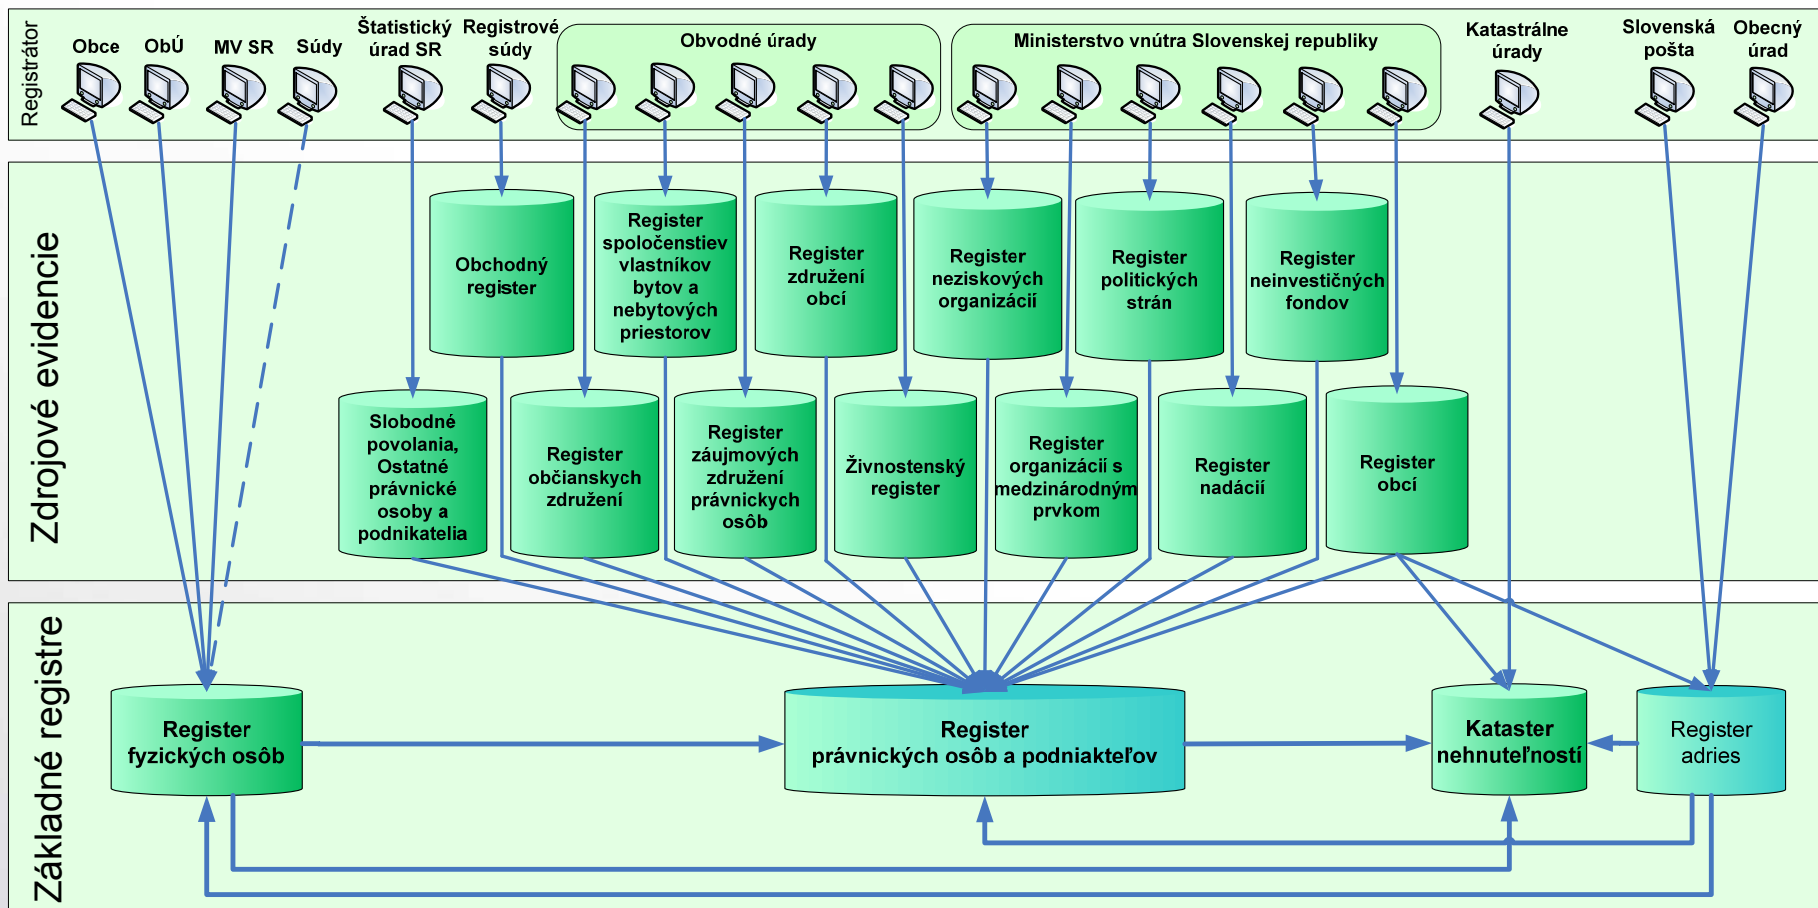 Registrátor
Obce
ObÚ
MV SR
Súdy
Štatistický
úrad SR
Registrové
súdy
Obvodné úrady
Ministerstvo vnútra Slovenskej republiky
Katastrálne
úrady
Slovenská
pošta
Obecný
úrad
Zdrojové evidencie
Obchodný
register
Register
spoločenstiev
vlastníkov
bytov a
nebytových
priestorov
Register
združení
obcí
Register
neziskových
organizácií
Register
politických
strán
Register
neinvestičných
fondov
Slobodné
povolania,
Ostatné
právnické
osoby a
podnikatelia
Register
občianskych
združení
Register
záujmových
združení
právnickych
osôb
Živnostenský
register
Register
organizácií s
medzinárodným
prvkom
Register
nadácií
Register
obcí
Základné registre
Register
fyzických osôb
Register
právnických osôb a podniakteľov
Kataster
nehnuteľností
Register
adries